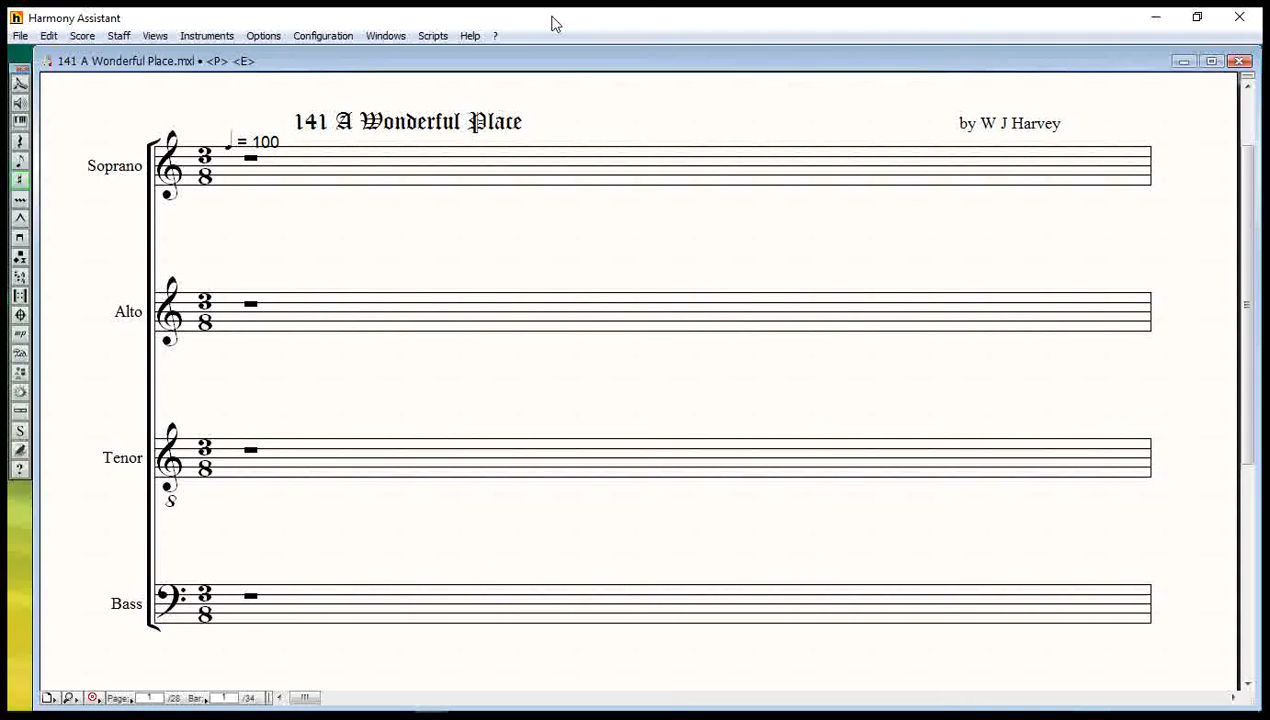 Harmony Assistant
File Edit Score Staff Views Instruments Options Configuration Windows Scripts Help ?
141 A Wonderful Place.mxl • <P> <E>
141 A Wonderful Place
by W J Harvey
= 100
Soprano
3
8
Alto
3
8
Tenor
3
8
8
Bass
3
8
mp
S
?
Page: 1 /28 Bar: 1 /34